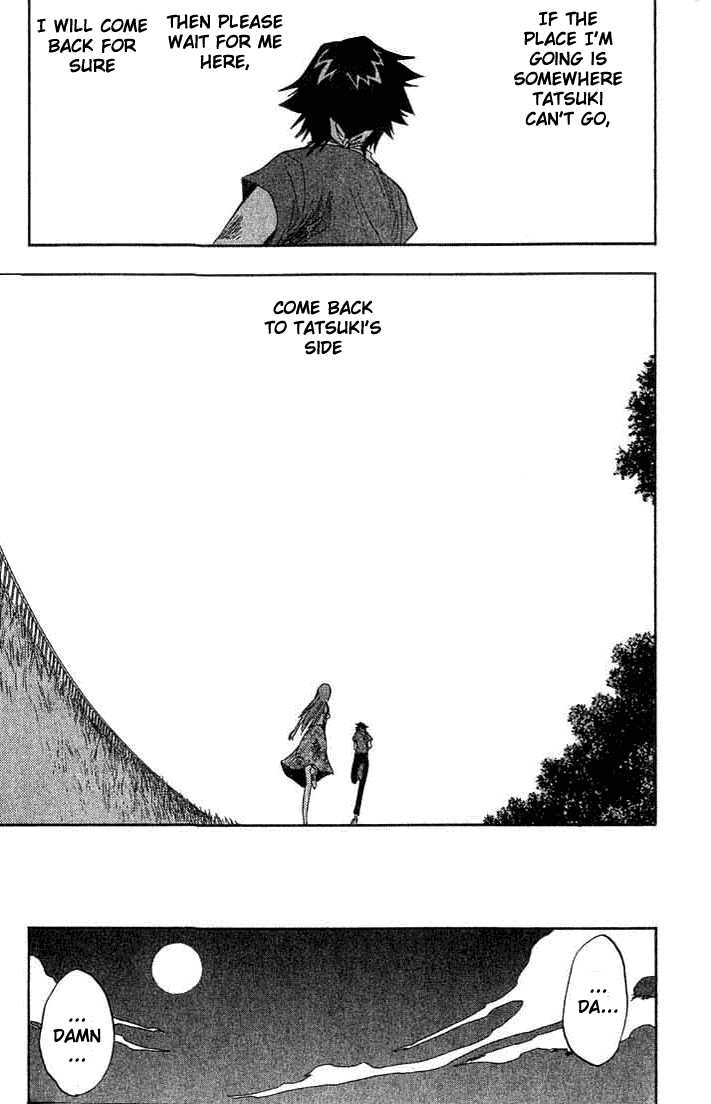 IF THE
PLACE I'M
GOING IS
SOMEWHERE
TATSUKI
CAN'T GO,
THEN PLEASE
WAIT FOR ME
HERE,
I WILL COME
BACK FOR
SURE
COME BACK
TO TATSUKI'S
SIDE
...
DA...
...
DAMN
...